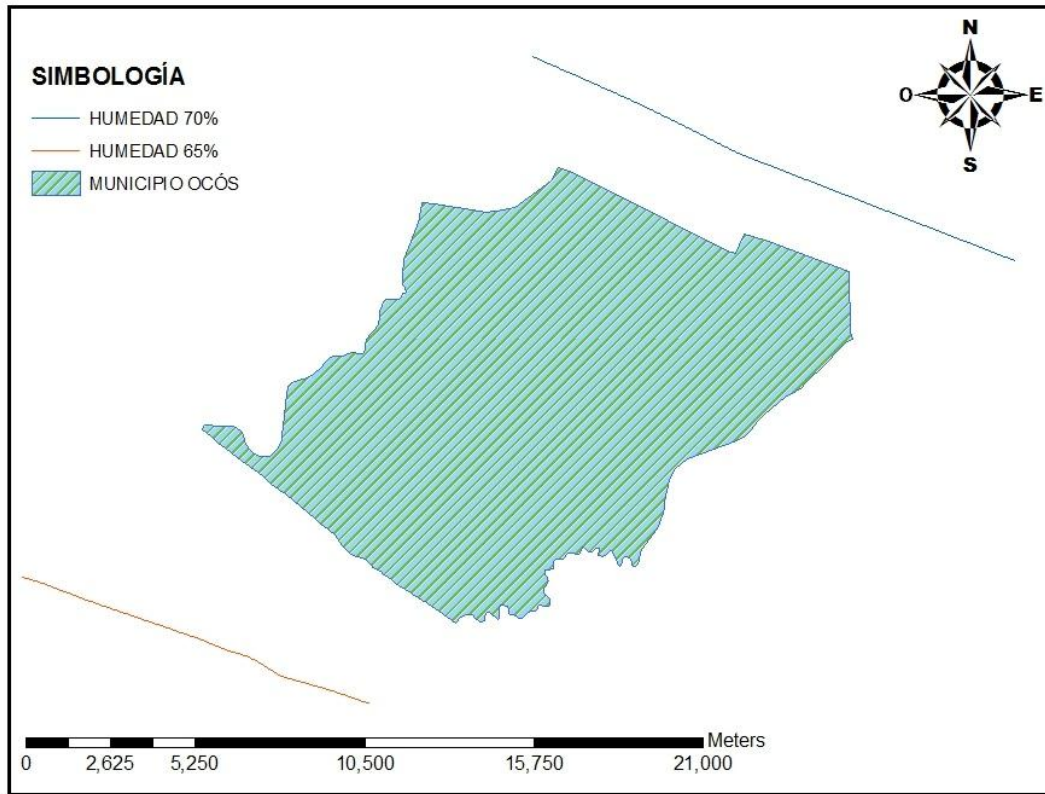 SIMBOLOGÍA
HUMEDAD 70%
HUMEDAD 65%
MUNICIPIO OCÓS
N
O E
S
Meters
0 2,625 5,250 10,500 15,750 21,000